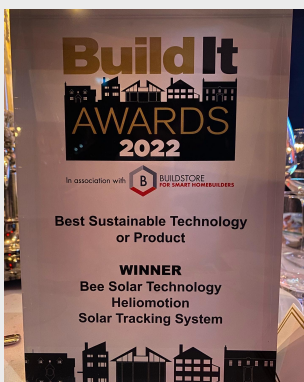 Build It
AWARDS
2022
In association with
B
BUILDSTORE
FOR SMART HOMEBUILDERS
Best Sustainable Technology
or Product
WINNER
Bee Solar Technology
Heliomotion
Solar Tracking System